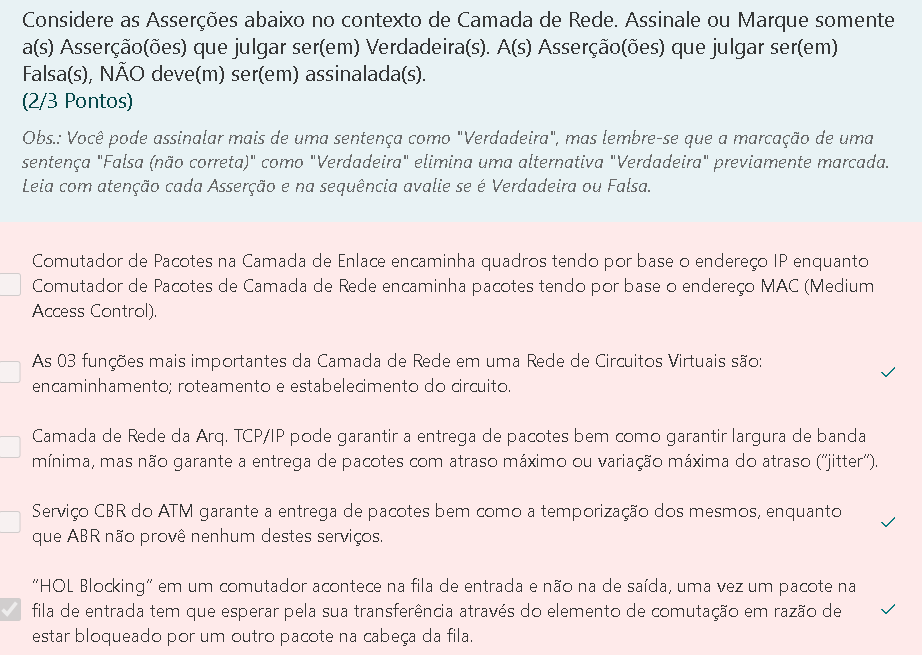 Considere as Asserções abaixo no contexto de Camada de Rede. Assinale ou Marque somente
a(s) Asserção(ões) que julgar ser(em) Verdadeira(s). A(s) Asserção(ões) que julgar ser(em)
Falsa(s), NÃO deve(m) ser(em) assinalada(s).
(2/3 Pontos)
Obs.: Você pode assinalar mais de uma sentença como "Verdadeira", mas lembre-se que a marcação de uma
sentença "Falsa (não correta)" como "Verdadeira" elimina uma alternativa "Verdadeira" previamente marcada.
Leia com atenção cada Asserção e na sequência avalie se é Verdadeira ou Falsa.
Comutador de Pacotes na Camada de Enlace encaminha quadros tendo por base o endereço IP enquanto
Comutador de Pacotes de Camada de Rede encaminha pacotes tendo por base o endereço MAC (Medium
Access Control).
As 03 funções mais importantes da Camada de Rede em uma Rede de Circuitos Virtuais são:
encaminhamento; roteamento e estabelecimento do circuito.
Camada de Rede da Arq. TCP/IP pode garantir a entrega de pacotes bem como garantir largura de banda
mínima, mas não garante a entrega de pacotes com atraso máximo ou variação máxima do atraso ("jitter").
Serviço CBR do ATM garante a entrega de pacotes bem como a temporização dos mesmos, enquanto
que ABR não provê nenhum destes serviços.
"HOL Blocking" em um comutador acontece na fila de entrada e não na de saída, uma vez um pacote na
fila de entrada tem que esperar pela sua transferência através do elemento de comutação em razão de
estar bloqueado por um outro pacote na cabeça da fila.